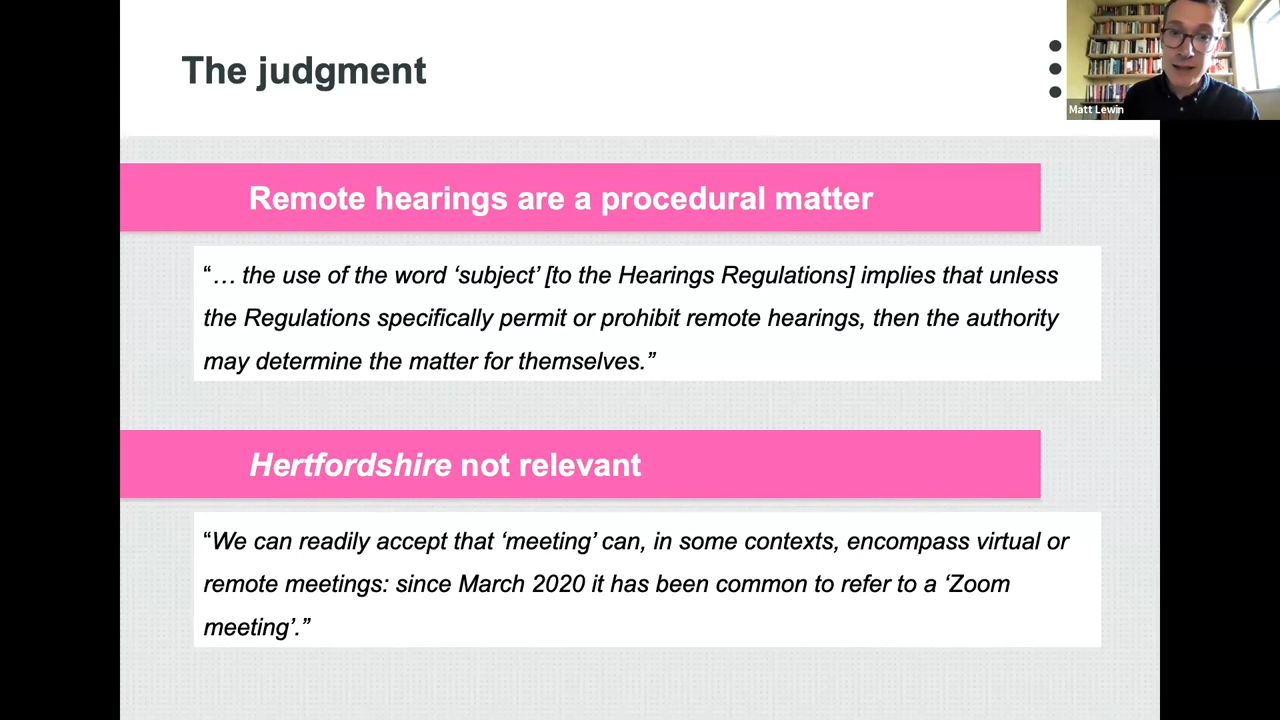 The judgment
Matt Lewin
Remote hearings are a procedural matter
“… the use of the word ‘subject’ [to the Hearings Regulations] implies that unless
the Regulations specifically permit or prohibit remote hearings, then the authority
may determine the matter for themselves.”
Hertfordshire not relevant
“We can readily accept that ‘meeting’ can, in some contexts, encompass virtual or
remote meetings: since March 2020 it has been common to refer to a ‘Zoom
meeting’.”